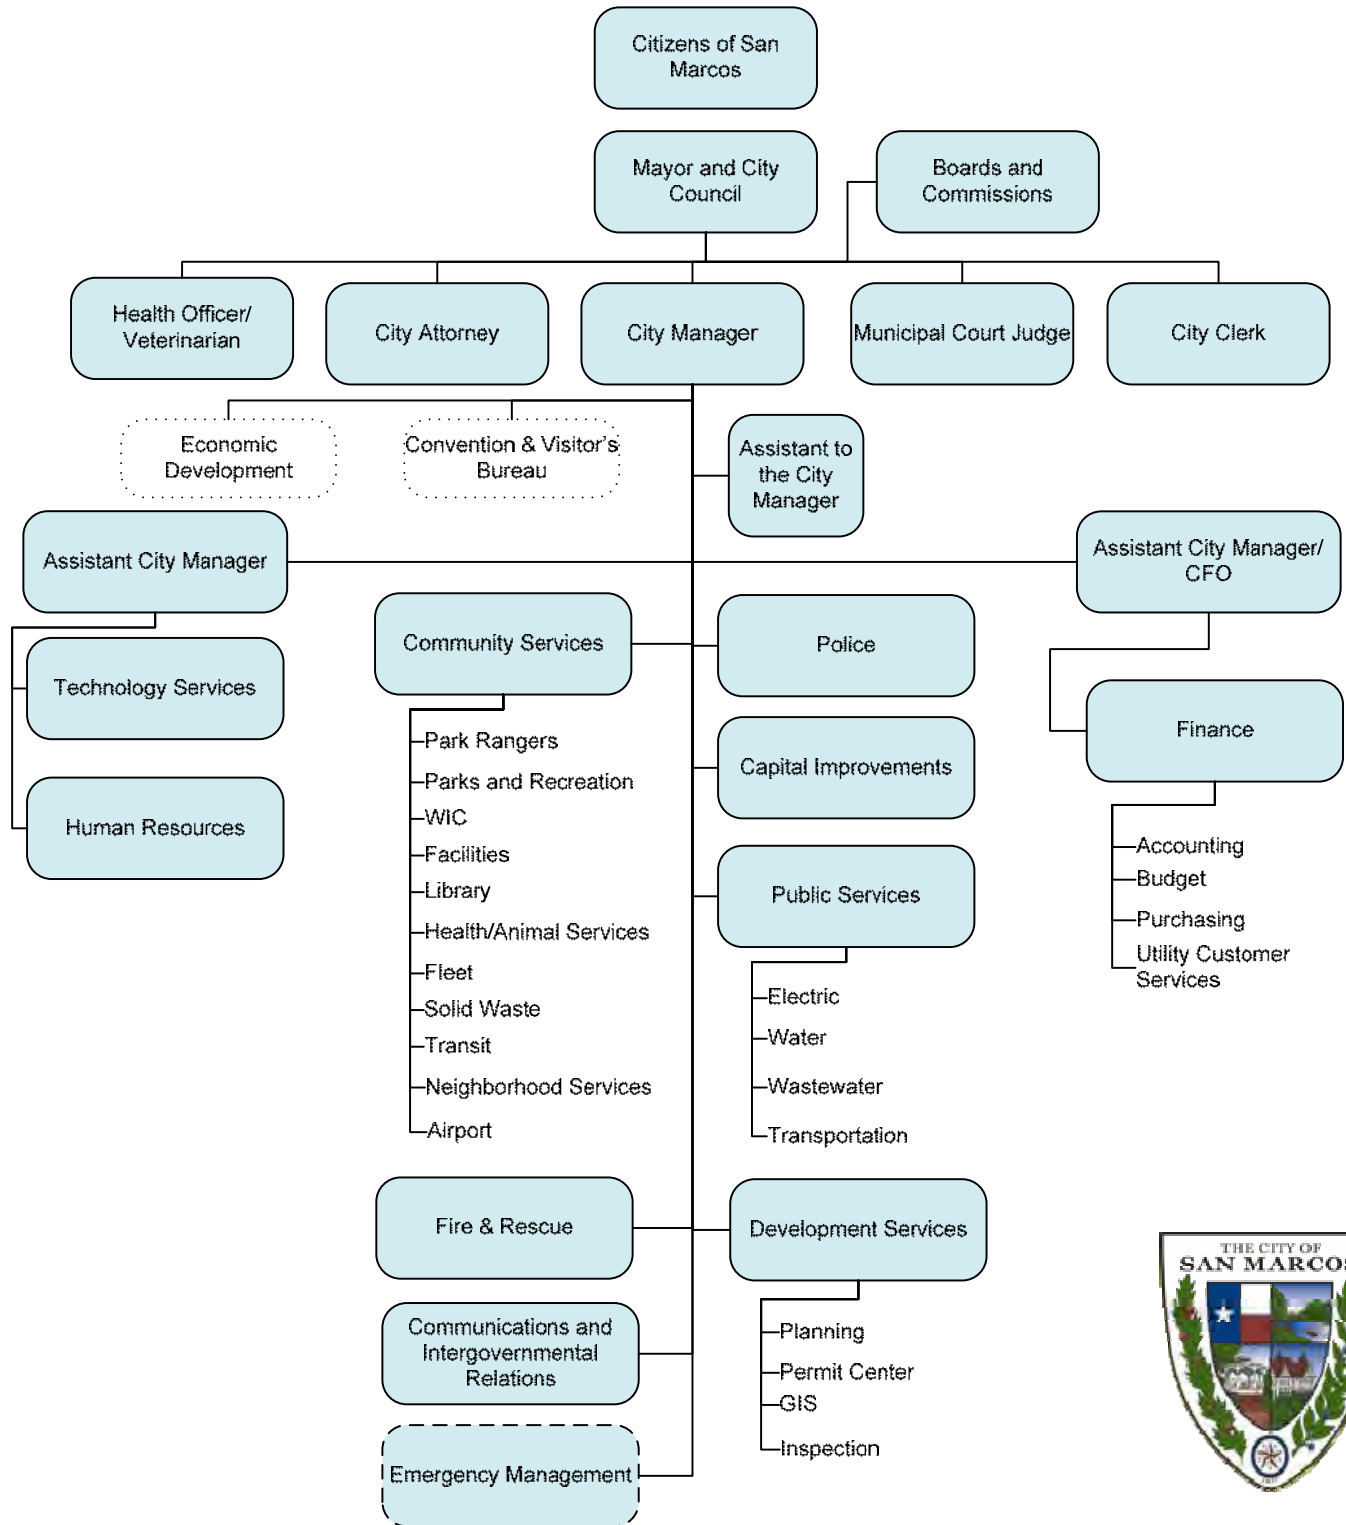 Citizens of San
Marcos
Mayor and City
Council
Boards and
Commissions
Health Officer/
Veterinarian
City Attorney
City Manager
Municipal Court Judge
City Clerk
Economic
Development
Convention & Visitor's
Bureau
Assistant to
the City
Manager
Assistant City Manager
Assistant City Manager/
CFO
Technology Services
Human Resources
Community Services
Park Rangers
Parks and Recreation
WIC
Facilities
Library
Health/Animal Services
Fleet
Solid Waste
Transit
Neighborhood Services
Airport
Police
Capital Improvements
Public Services
Electric
Water
Wastewater
Transportation
Finance
Accounting
Budget
Purchasing
Utility Customer
Services
Fire & Rescue
Development Services
Planning
Permit Center
GIS
Inspection
Communications and
Intergovernmental
Relations
Emergency Management
THE CITY OF
SAN MARCOS